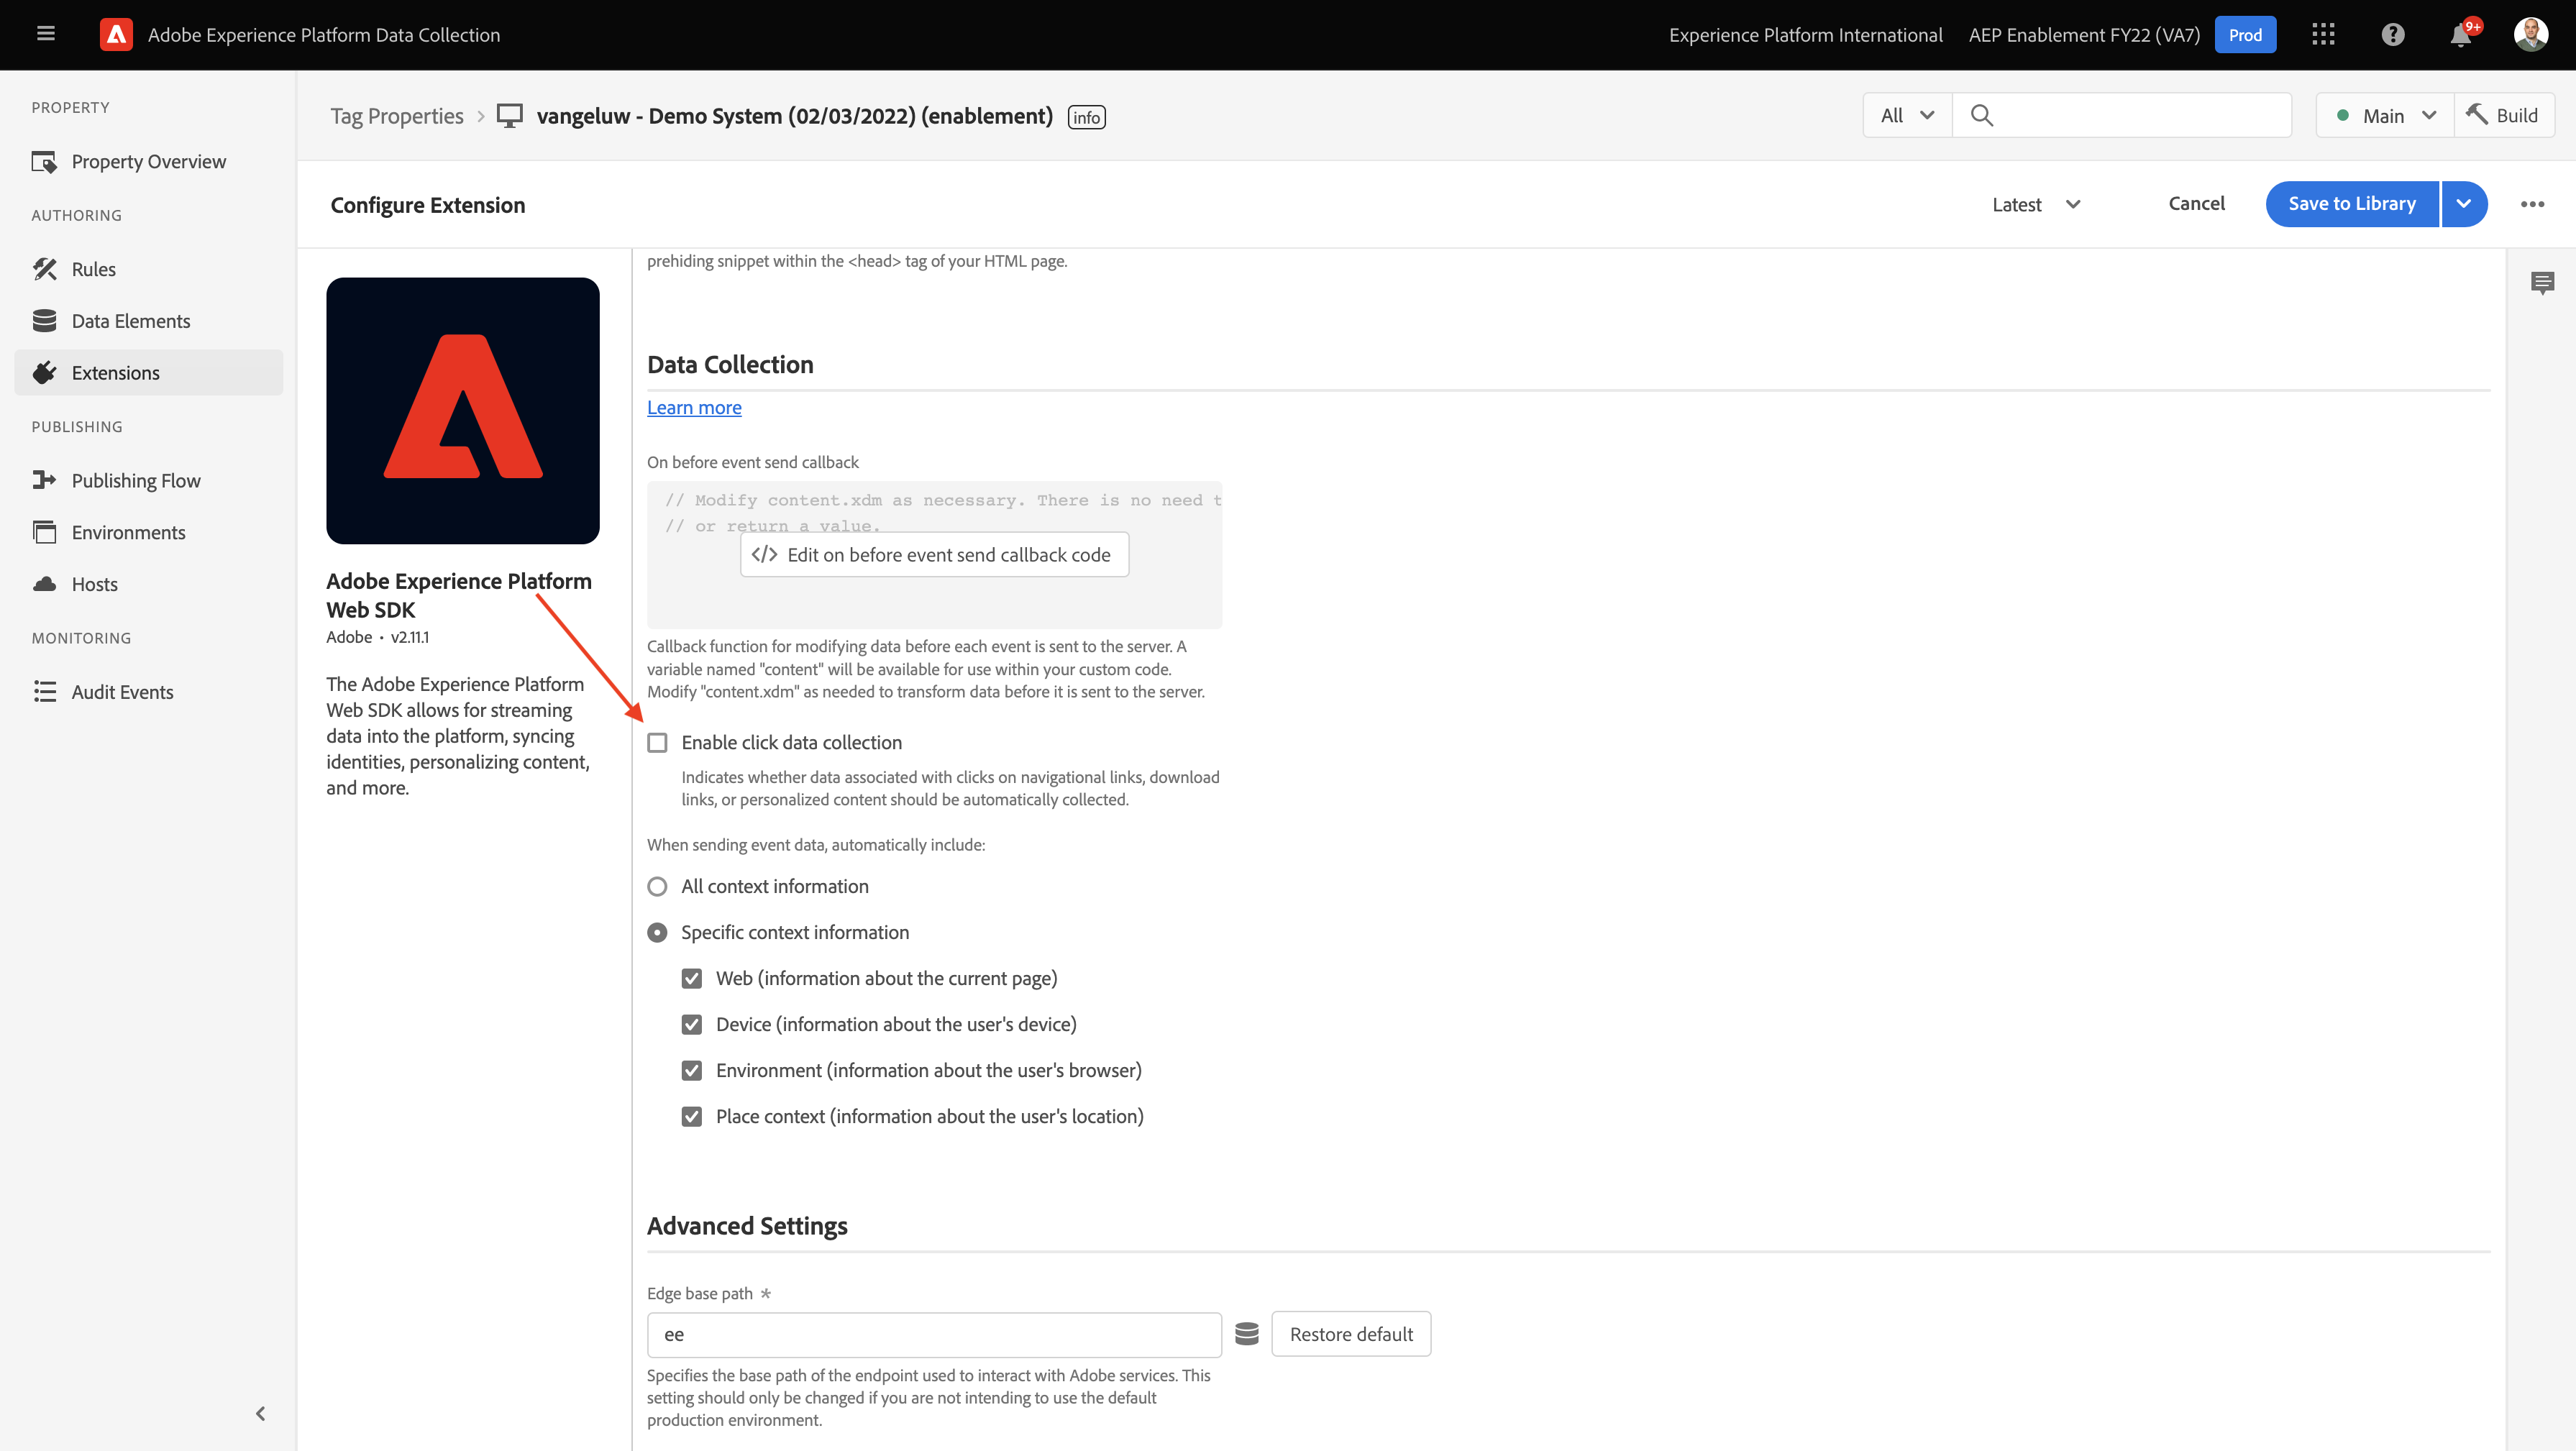 Adobe Experience Platform Data Collection
Experience Platform International
AEP Enablement FY22 (VA7)
Prod
9+
PROPERTY
Property Overview
AUTHORING
Rules
Data Elements
Extensions
PUBLISHING
Publishing Flow
Environments
Hosts
MONITORING
Audit Events
Tag Properties
vangeluw - Demo System (02/03/2022) (enablement)
info
All
Main
Build
Configure Extension
Latest
Cancel
Save to Library
Adobe Experience Platform
Web SDK
Adobe • v2.11.1
The Adobe Experience Platform
Web SDK allows for streaming
data into the platform, syncing
identities, personalizing content,
and more.
prehiding snippet within the <head> tag of your HTML page.
Data Collection
Learn more
On before event send callback
// Modify content.xdm as necessary. There is no need t
// or return a value.
</> Edit on before event send callback code
Callback function for modifying data before each event is sent to the server. A
variable named "content" will be available for use within your custom code.
Modify "content.xdm" as needed to transform data before it is sent to the server.
Enable click data collection
Indicates whether data associated with clicks on navigational links, download
links, or personalized content should be automatically collected.
When sending event data, automatically include:
All context information
Specific context information
Web (information about the current page)
Device (information about the user's device)
Environment (information about the user's browser)
Place context (information about the user's location)
Advanced Settings
Edge base path *
ee
Restore default
Specifies the base path of the endpoint used to interact with Adobe services. This
setting should only be changed if you are not intending to use the default
production environment.